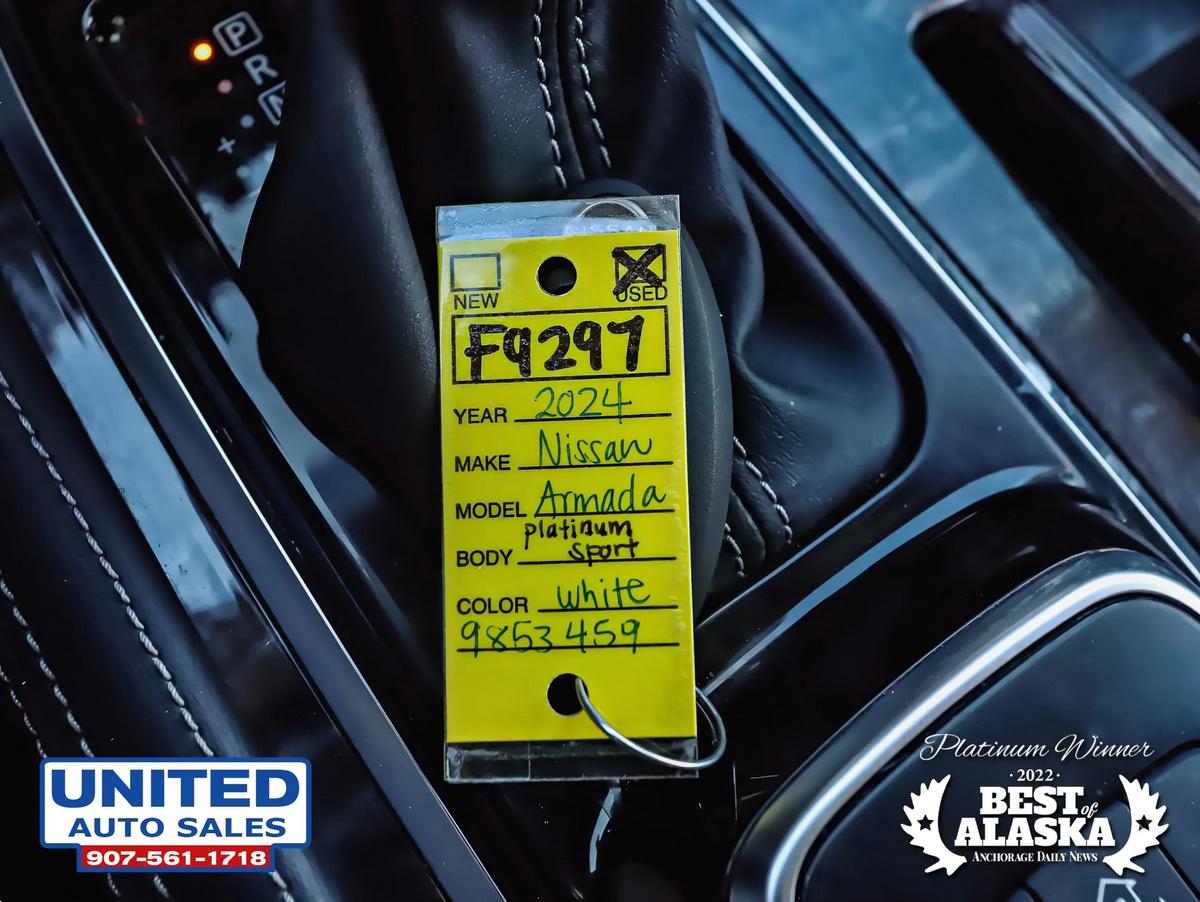 P
R
N
+
NEW USED
F9297
YEAR 2024
MAKE Nissan
MODEL Armada
platinum
BODY sport
COLOR white
9853459
UNITED
AUTO SALES
907-561-1718
Platinum Winner
·2022·
BEST of
ALASKA
ANCHORAGE DAILY NEWS